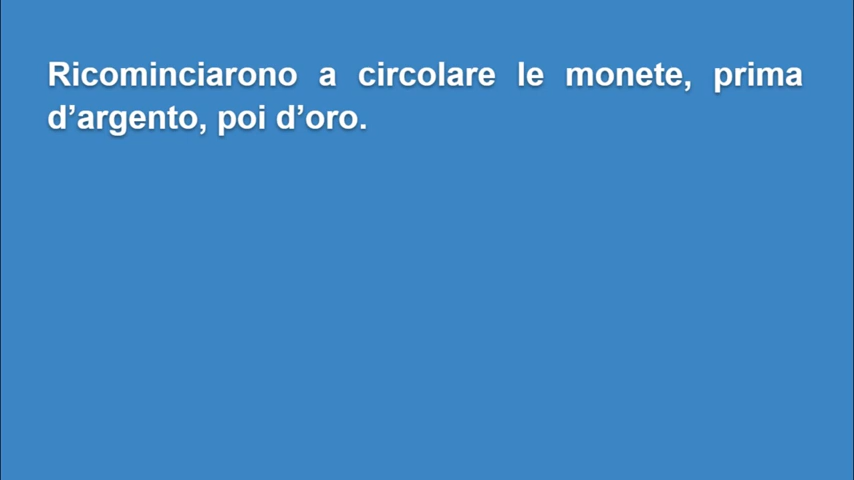 Ricominciarono a circolare le monete, prima
d’argento, poi d’oro.